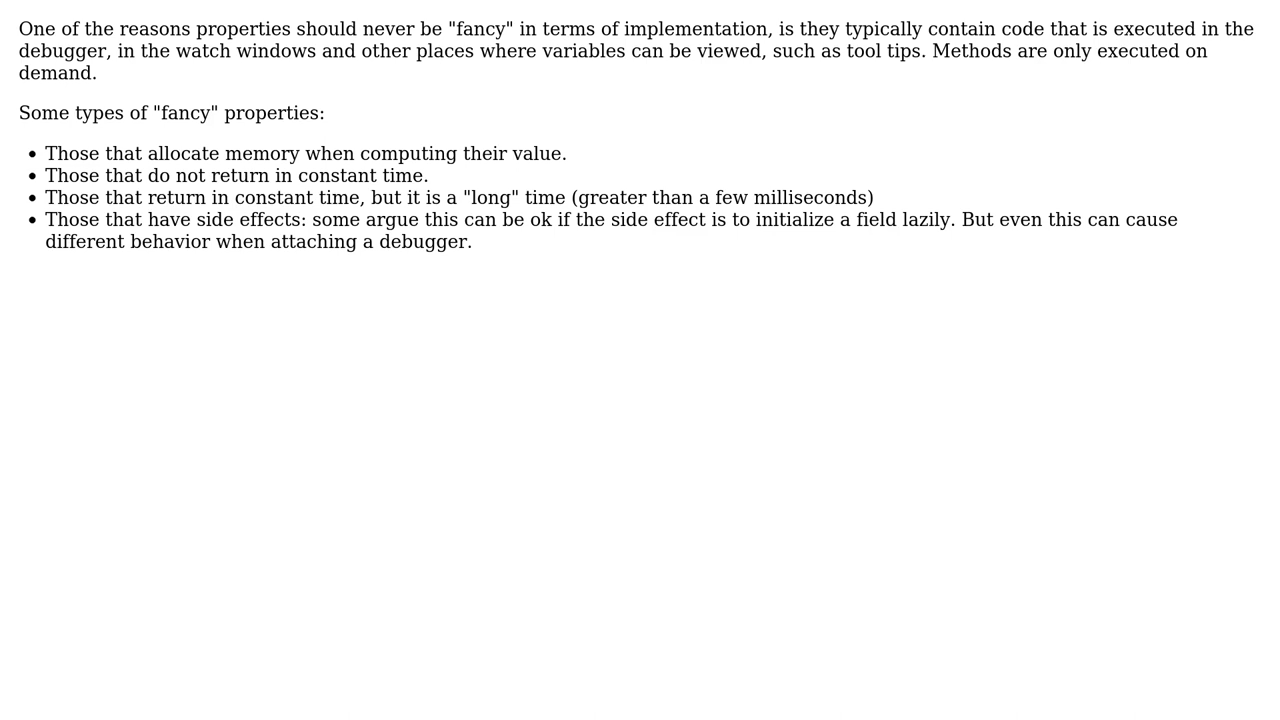 One of the reasons properties should never be "fancy" in terms of implementation, is they typically contain code that is executed in the
debugger, in the watch windows and other places where variables can be viewed, such as tool tips. Methods are only executed on
demand.
Some types of "fancy" properties:
• Those that allocate memory when computing their value.
• Those that do not return in constant time.
• Those that return in constant time, but it is a "long" time (greater than a few milliseconds)
• Those that have side effects: some argue this can be ok if the side effect is to initialize a field lazily. But even this can cause
different behavior when attaching a debugger.